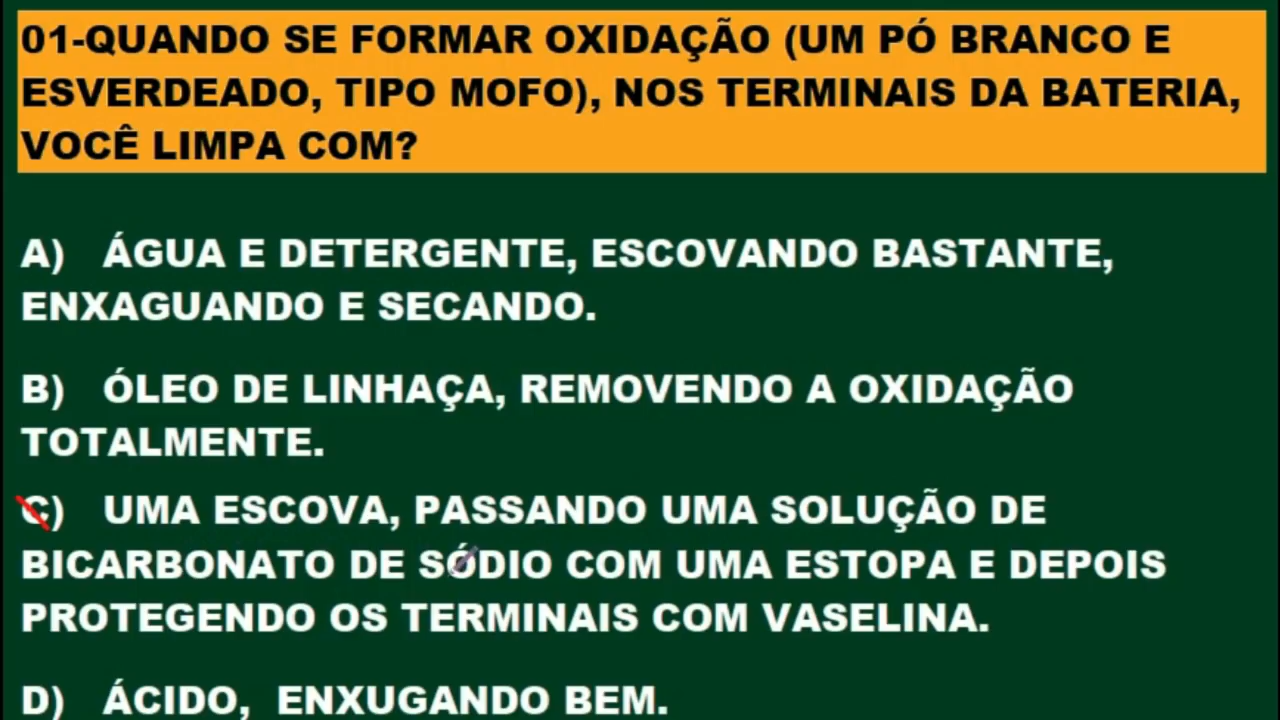 01-QUANDO SE FORMAR OXIDAÇÃO (UM PÓ BRANCO E
ESVERDEADO, TIPO MOFO), NOS TERMINAIS DA BATERIA,
VOCÊ LIMPA COM?
A) ÁGUA E DETERGENTE, ESCOVANDO BASTANTE,
ENXAGUANDO E SECANDO.
B) ÓLEO DE LINHAÇA, REMOVENDO A OXIDAÇÃO
TOTALMENTE.
C) UMA ESCOVA, PASSANDO UMA SOLUÇÃO DE
BICARBONATO DE SÓDIO COM UMA ESTOPA E DEPOIS
PROTEGENDO OS TERMINAIS COM VASELINA.
D) ÁCIDO, ENXUGANDO BEM.